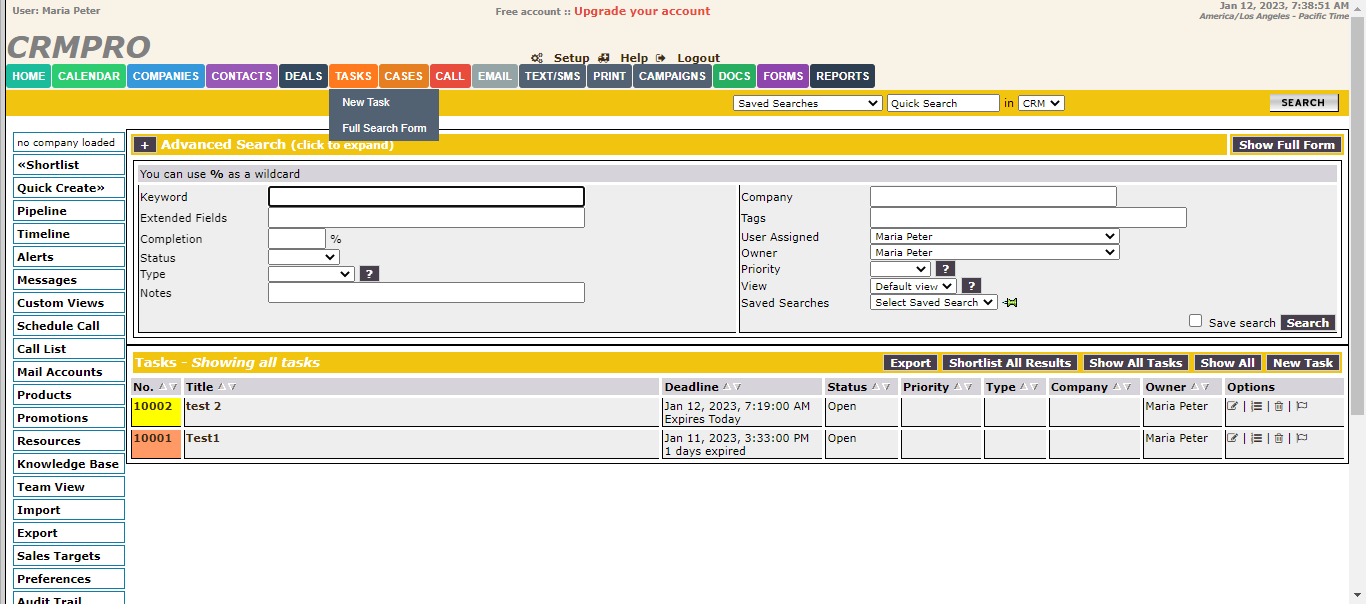 User: Maria Peter
Free account :: Upgrade your account
Jan 12, 2023, 7:38:51 AM
America/Los Angeles - Pacific Time
CRMPRO
Setup Help Logout
HOME CALENDAR COMPANIES CONTACTS DEALS TASKS CASES CALL EMAIL TEXT/SMS PRINT CAMPAIGNS DOCS FORMS REPORTS
New Task
Full Search Form
Saved Searches Quick Search in CRM SEARCH
no company loaded
«Shortlist
Quick Create»
Pipeline
Timeline
Alerts
Messages
Custom Views
Schedule Call
Call List
Mail Accounts
Products
Promotions
Resources
Knowledge Base
Team View
Import
Export
Sales Targets
Preferences
Audit Trail
+ Advanced Search (click to expand) Show Full Form
You can use % as a wildcard
Keyword
Extended Fields
Completion %
Status
Type ?
Notes
Company
Tags
User Assigned Maria Peter
Owner Maria Peter
Priority ?
View Default view ?
Saved Searches Select Saved Search
Save search Search
Tasks - Showing all tasks Export Shortlist All Results Show All Tasks Show All New Task
No. Title Deadline Status Priority Type Company Owner Options
10002 test 2 Jan 12, 2023, 7:19:00 AM Open Maria Peter | | |
Expires Today
10001 Test1 Jan 11, 2023, 3:33:00 PM Open Maria Peter | | |
1 days expired